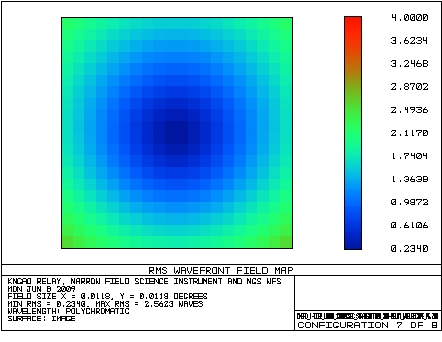 4.0000
3.6234
3.2468
2.8702
2.4936
2.1170
1.7404
1.3638
0.9872
0.6106
0.2340
RMS WAVEFRONT FIELD MAP
KNGAO RELAY, NARROW FIELD SCIENCE INSTRUMENT AND NGS WFS
MON JUN 8 2009
FIELD SIZE X = 0.0119, Y = 0.0119 DEGREES
MIN RMS = 0.2340, MAX RMS = 2.5623 WAVES
WAVELENGTH: POLYCHROMATIC
SURFACE: IMAGE
CONFIGURATION 7 OF 8